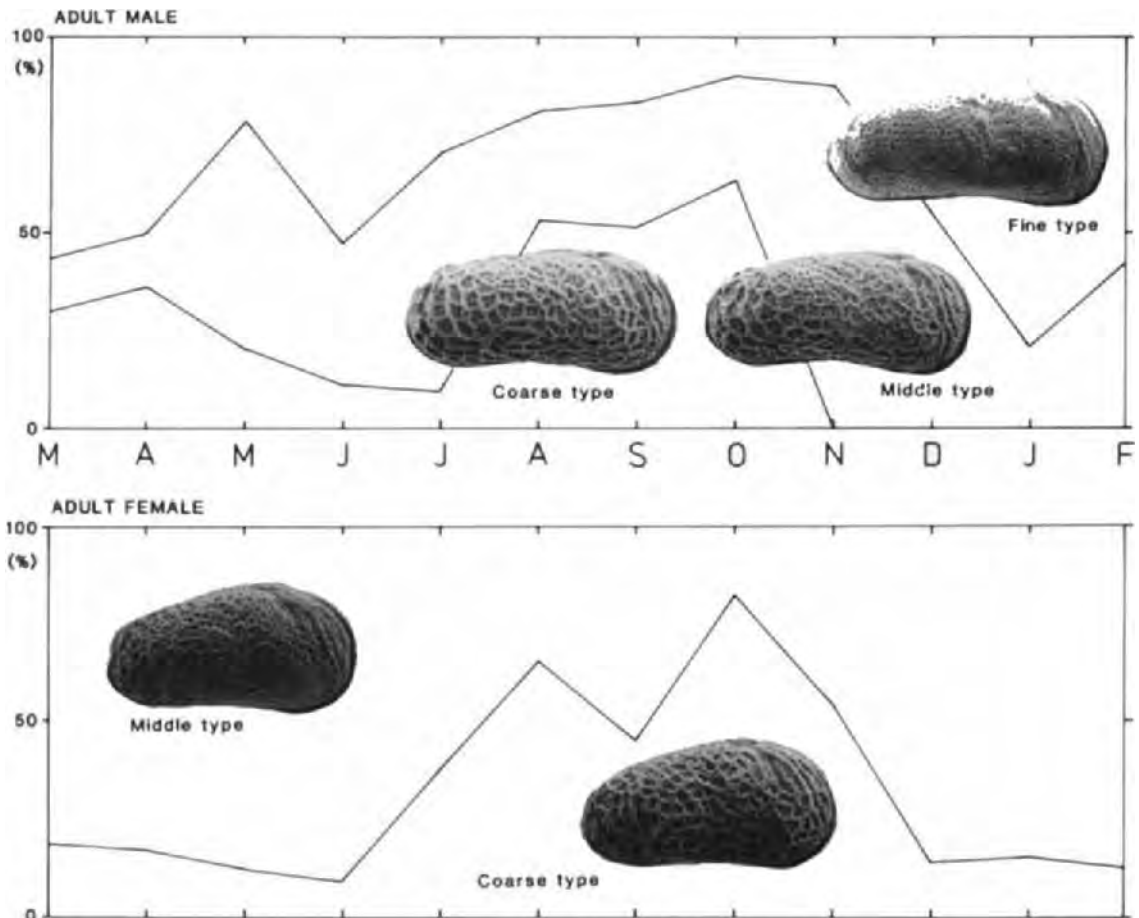 ADULT MALE
100
(%)
Fine type
50
Coarse type
Middle type
0
M A M J J A S O N D J F
ADULT FEMALE
100
(%)
Middle type
50
Coarse type
0